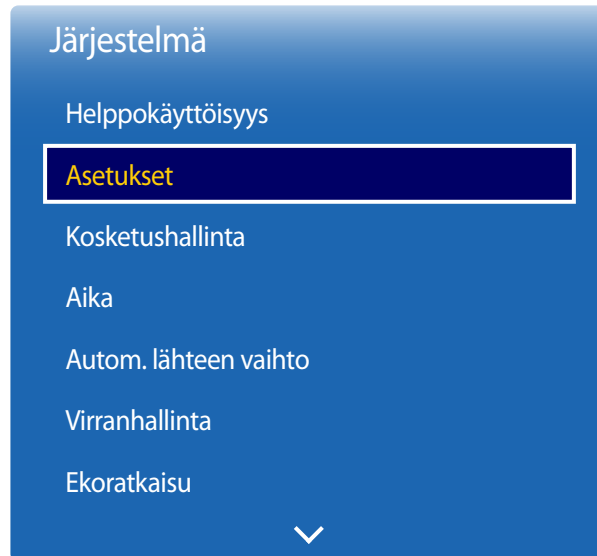 Järjestelmä
Helppokäyttöisyys
Asetukset
Kosketushallinta
Aika
Autom. lähteen vaihto
Virranhallinta
Ekoratkaisu